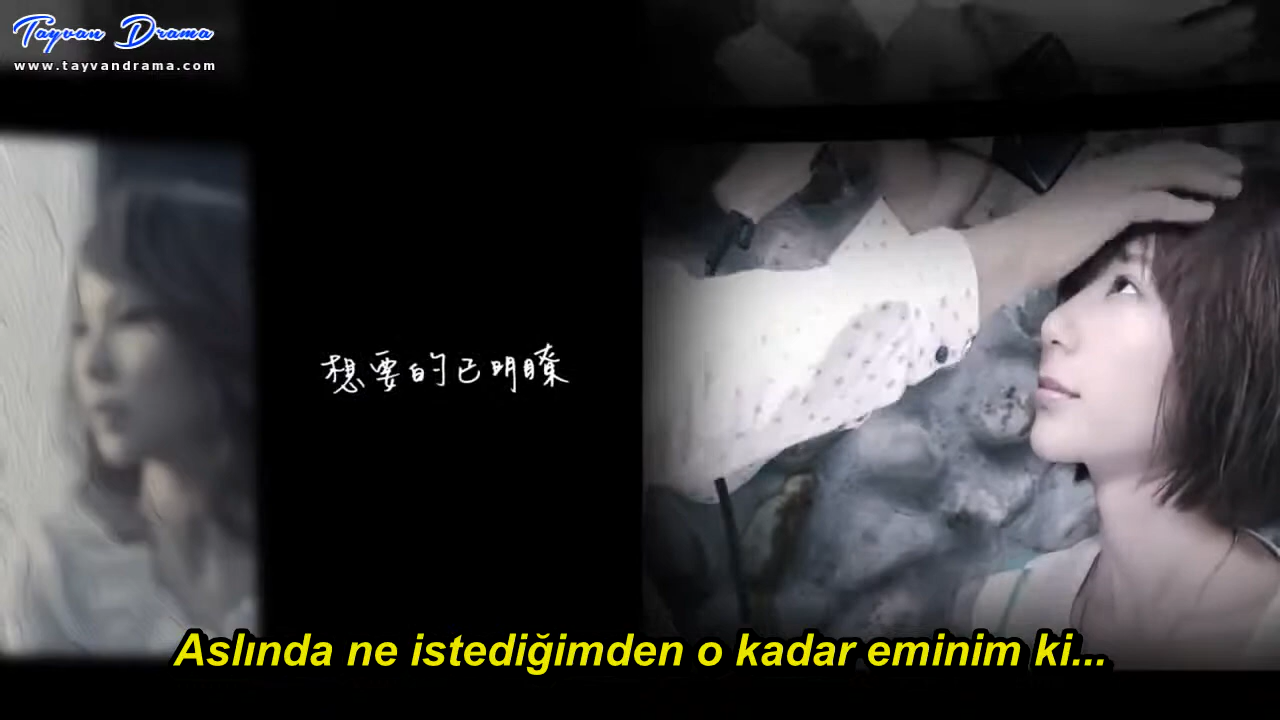 Tayvan Drama
www.tayvandrama.com
想要的已明瞭
Aslında ne istediğimden o kadar eminim ki...